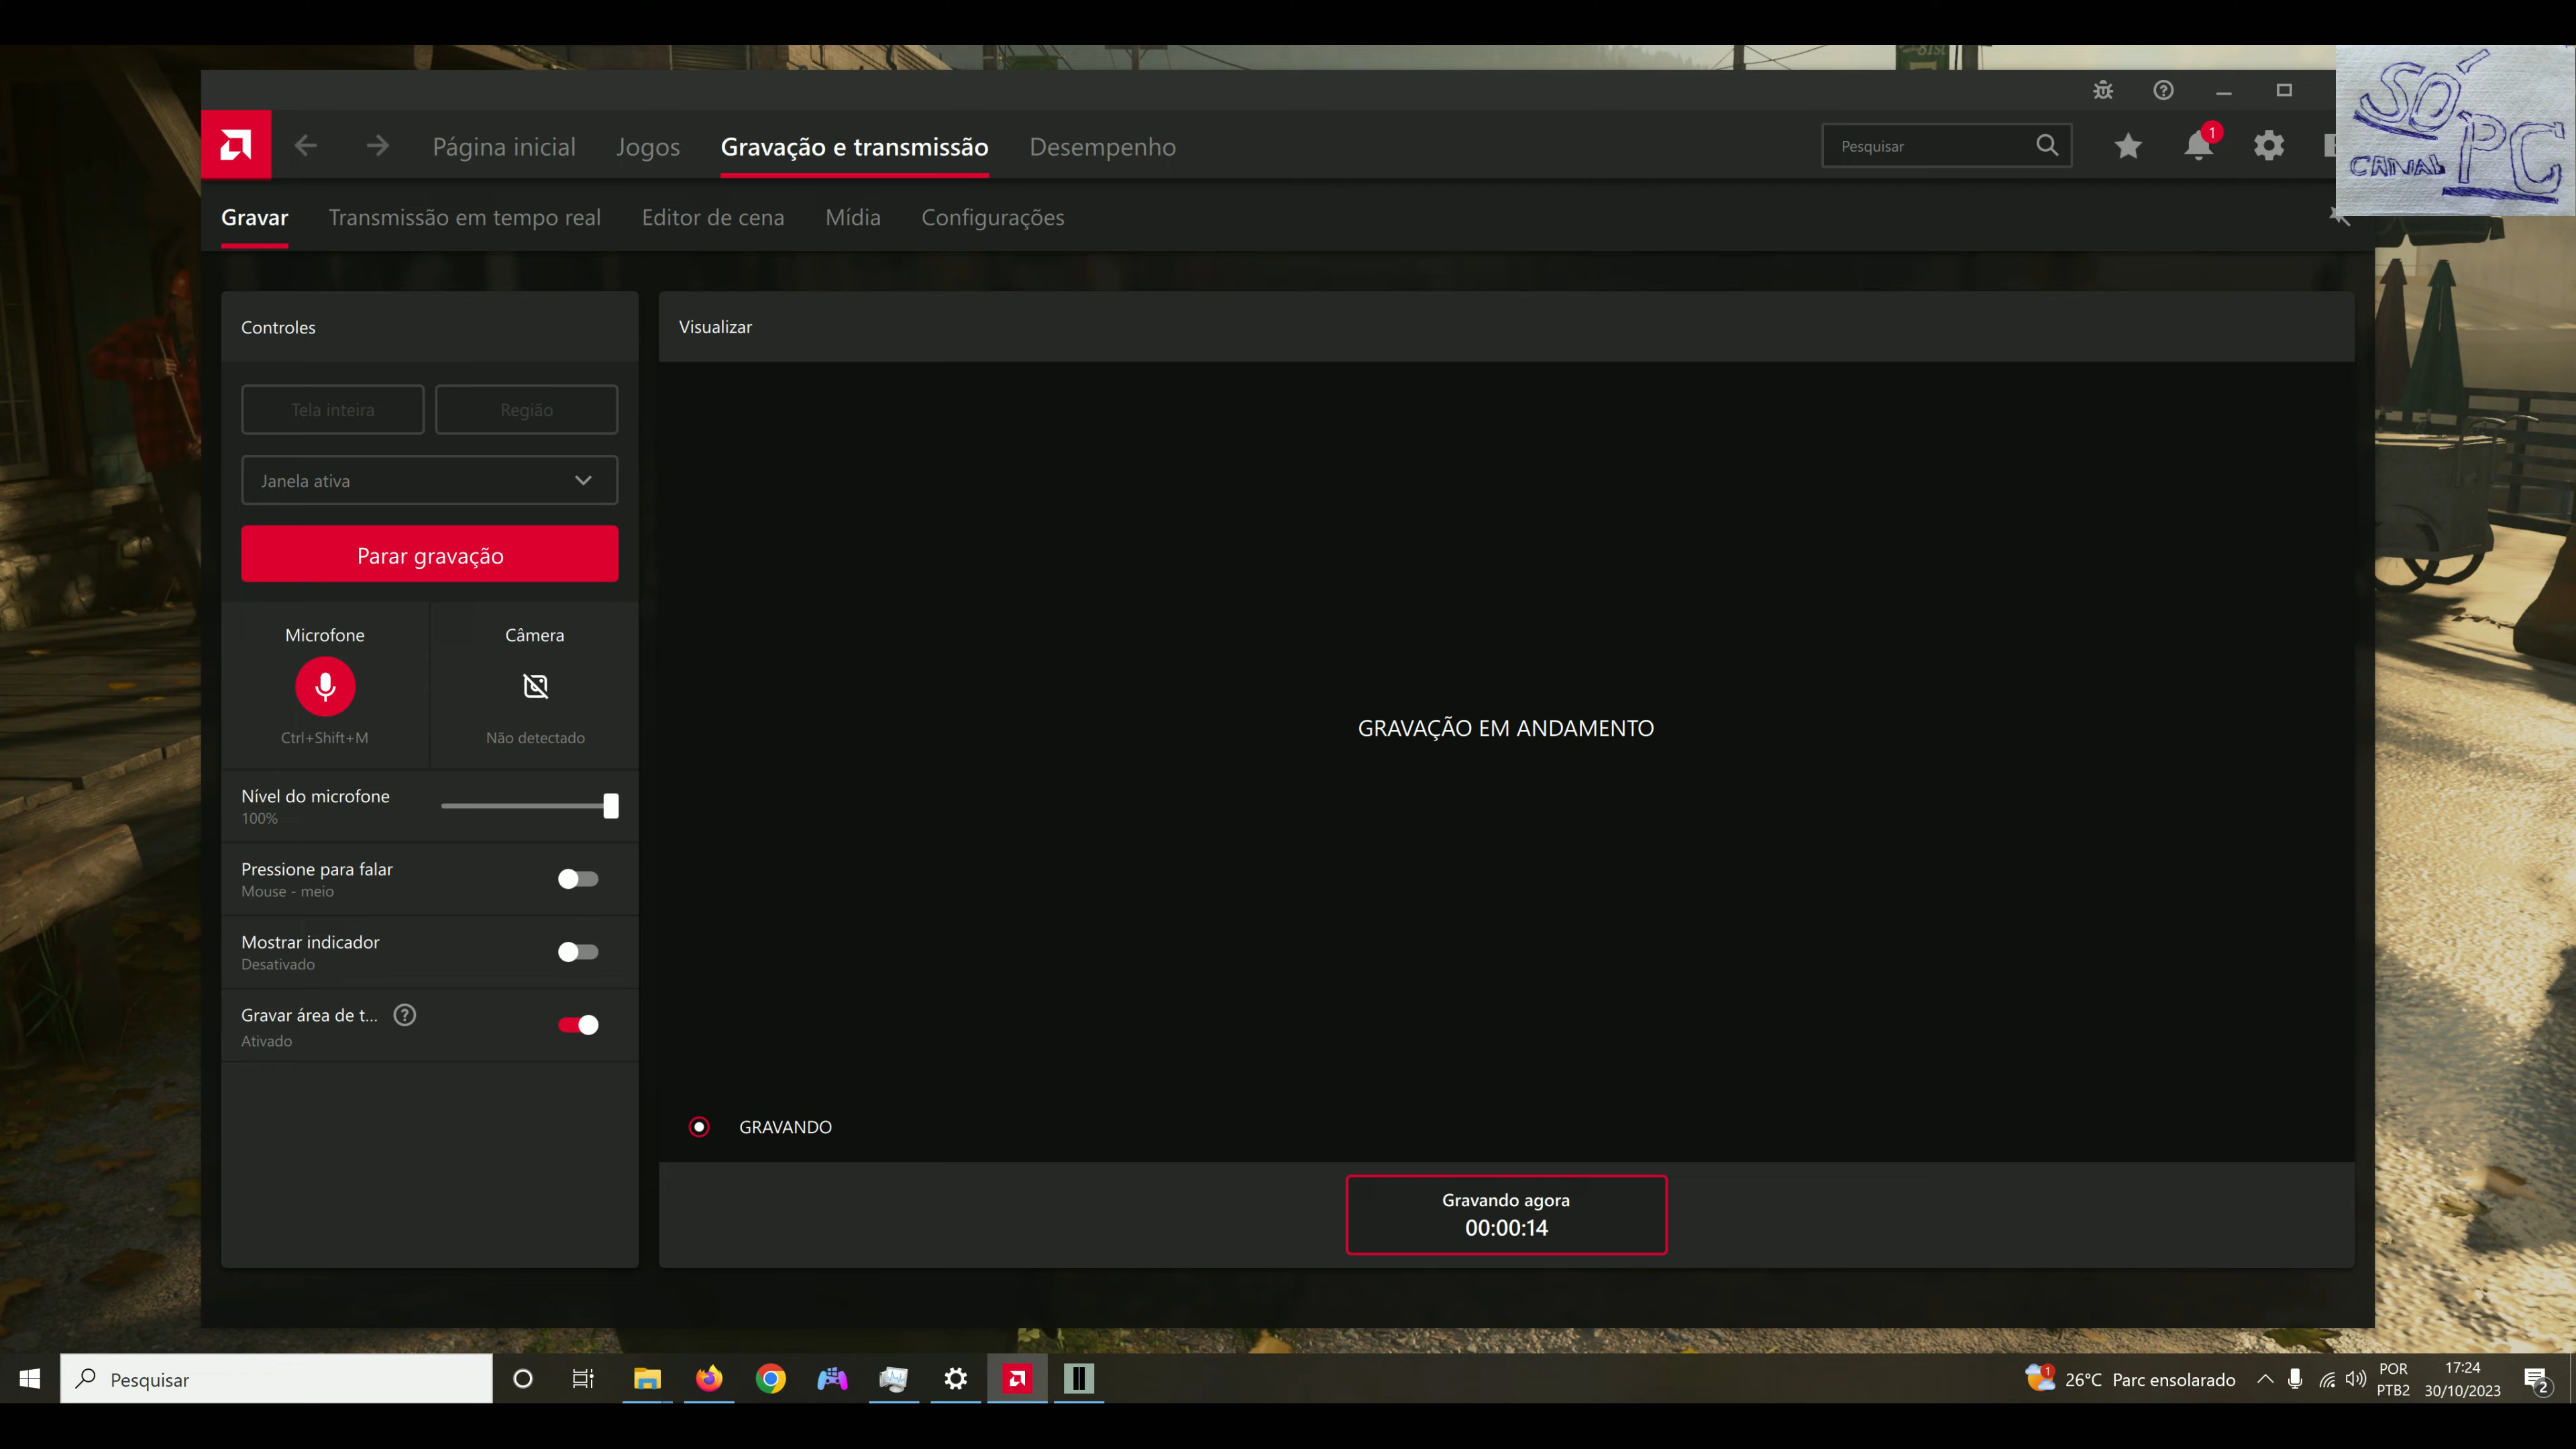 SÓ
PC
CANAL
Página inicial
Jogos
Gravação e transmissão
Desempenho
Pesquisar
1
Gravar
Transmissão em tempo real
Editor de cena
Mídia
Configurações
Controles
Visualizar
Tela inteira
Região
Janela ativa
Parar gravação
Microfone
Câmera
Ctrl+Shift+M
Não detectado
Nível do microfone
100%
Pressione para falar
Mouse - meio
Mostrar indicador
Desativado
Gravar área de t...
Ativado
GRAVAÇÃO EM ANDAMENTO
GRAVANDO
Gravando agora
00:00:14
Pesquisar
1
26°C Parc ensolarado
POR
PTB2
17:24
30/10/2023
2